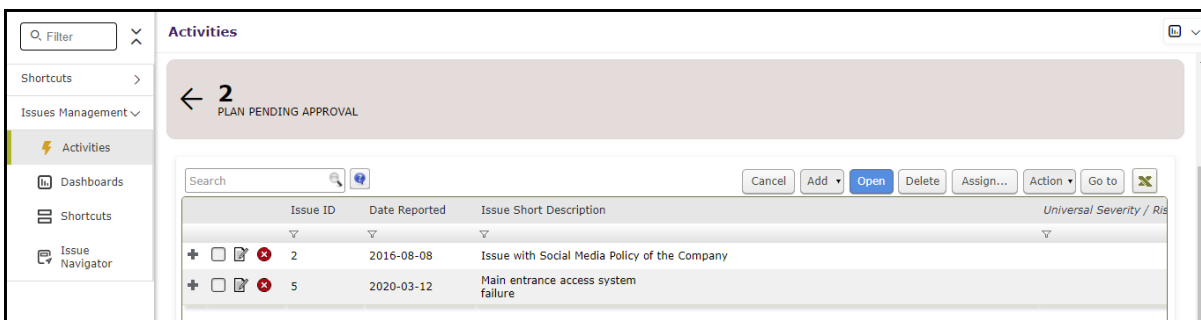 Filter
Activities
Shortcuts
Issues Management
Activities
Dashboards
Shortcuts
Issue
Navigator
2
PLAN PENDING APPROVAL
Search
Cancel Add Open Delete Assign... Action Go to
Issue ID Date Reported Issue Short Description Universal Severity / Ris
2 2016-08-08 Issue with Social Media Policy of the Company
5 2020-03-12 Main entrance access system
failure